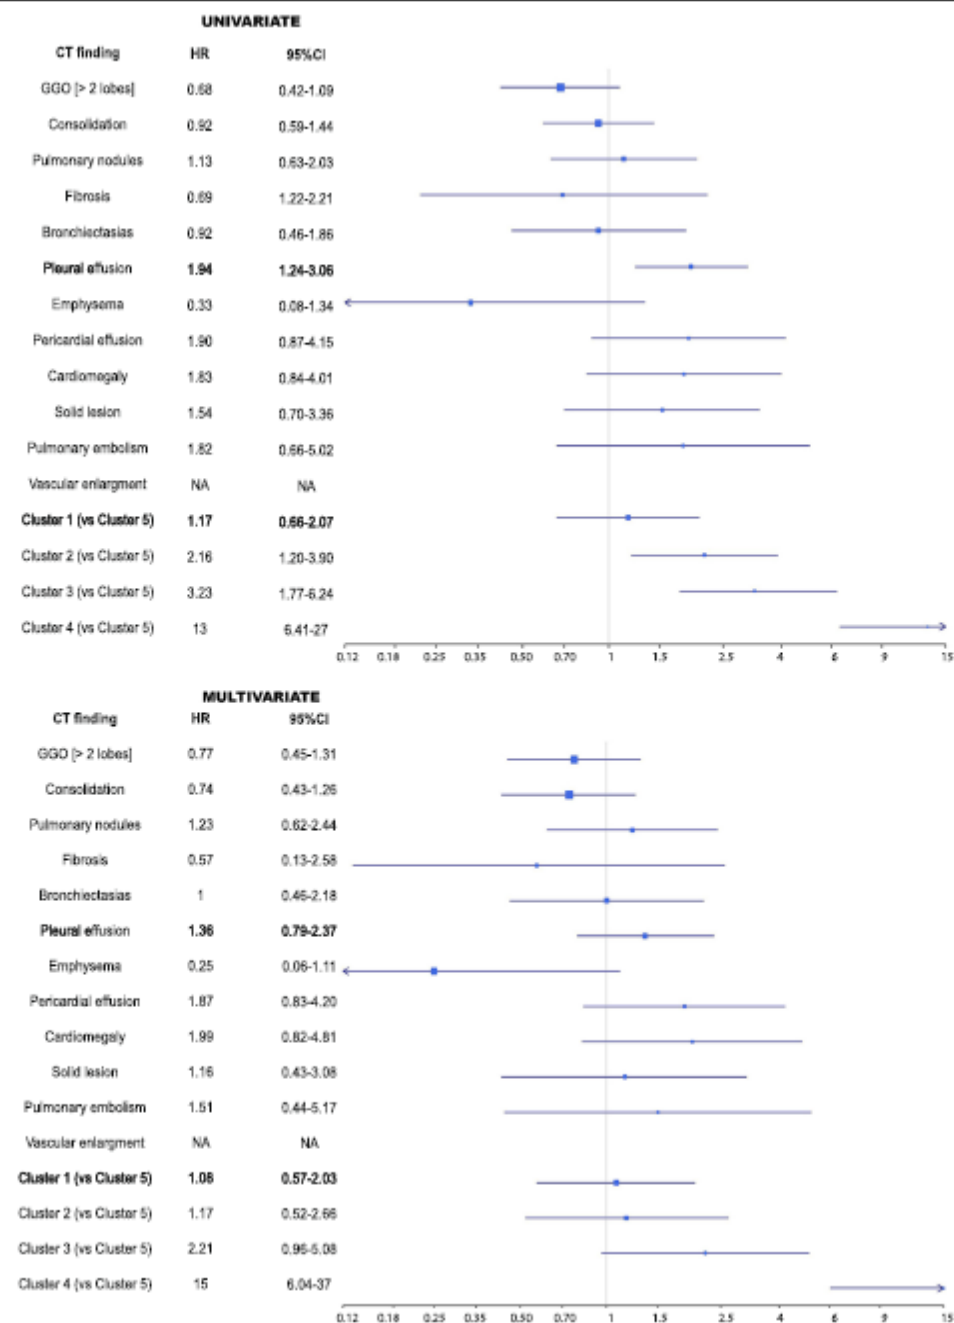 UNIVARIATE
CT finding HR 95%CI
GGO [> 2 lobes] 0.68 0.42-1.09
Consolidation 0.92 0.59-1.44
Pulmonary nodules 1.13 0.63-2.03
Fibrosis 0.69 1.22-2.21
Bronchiectasias 0.92 0.46-1.86
Pleural effusion 1.94 1.24-3.06
Emphysema 0.33 0.08-1.34
Pericardial effusion 1.90 0.87-4.15
Cardiomegaly 1.83 0.84-4.01
Solid lesion 1.54 0.70-3.36
Pulmonary embolism 1.82 0.66-5.02
Vascular enlargment NA NA
Cluster 1 (vs Cluster 5) 1.17 0.66-2.07
Cluster 2 (vs Cluster 5) 2.16 1.20-3.90
Cluster 3 (vs Cluster 5) 3.23 1.77-6.24
Cluster 4 (vs Cluster 5) 13 6.41-27
0.12 0.18 0.25 0.35 0.50 0.70 1 1.5 2.5 4 6 9 15
MULTIVARIATE
CT finding HR 95%CI
GGO [> 2 lobes] 0.77 0.45-1.31
Consolidation 0.74 0.43-1.26
Pulmonary nodules 1.23 0.62-2.44
Fibrosis 0.57 0.13-2.58
Bronchiectasias 1 0.46-2.18
Pleural effusion 1.36 0.79-2.37
Emphysema 0.25 0.06-1.11
Pericardial effusion 1.87 0.83-4.20
Cardiomegaly 1.99 0.82-4.81
Solid lesion 1.16 0.43-3.08
Pulmonary embolism 1.51 0.44-5.17
Vascular enlargment NA NA
Cluster 1 (vs Cluster 5) 1.08 0.57-2.03
Cluster 2 (vs Cluster 5) 1.17 0.52-2.66
Cluster 3 (vs Cluster 5) 2.21 0.96-5.08
Cluster 4 (vs Cluster 5) 15 6.04-37
0.12 0.18 0.25 0.35 0.50 0.70 1 1.5 2.5 4 6 9 15